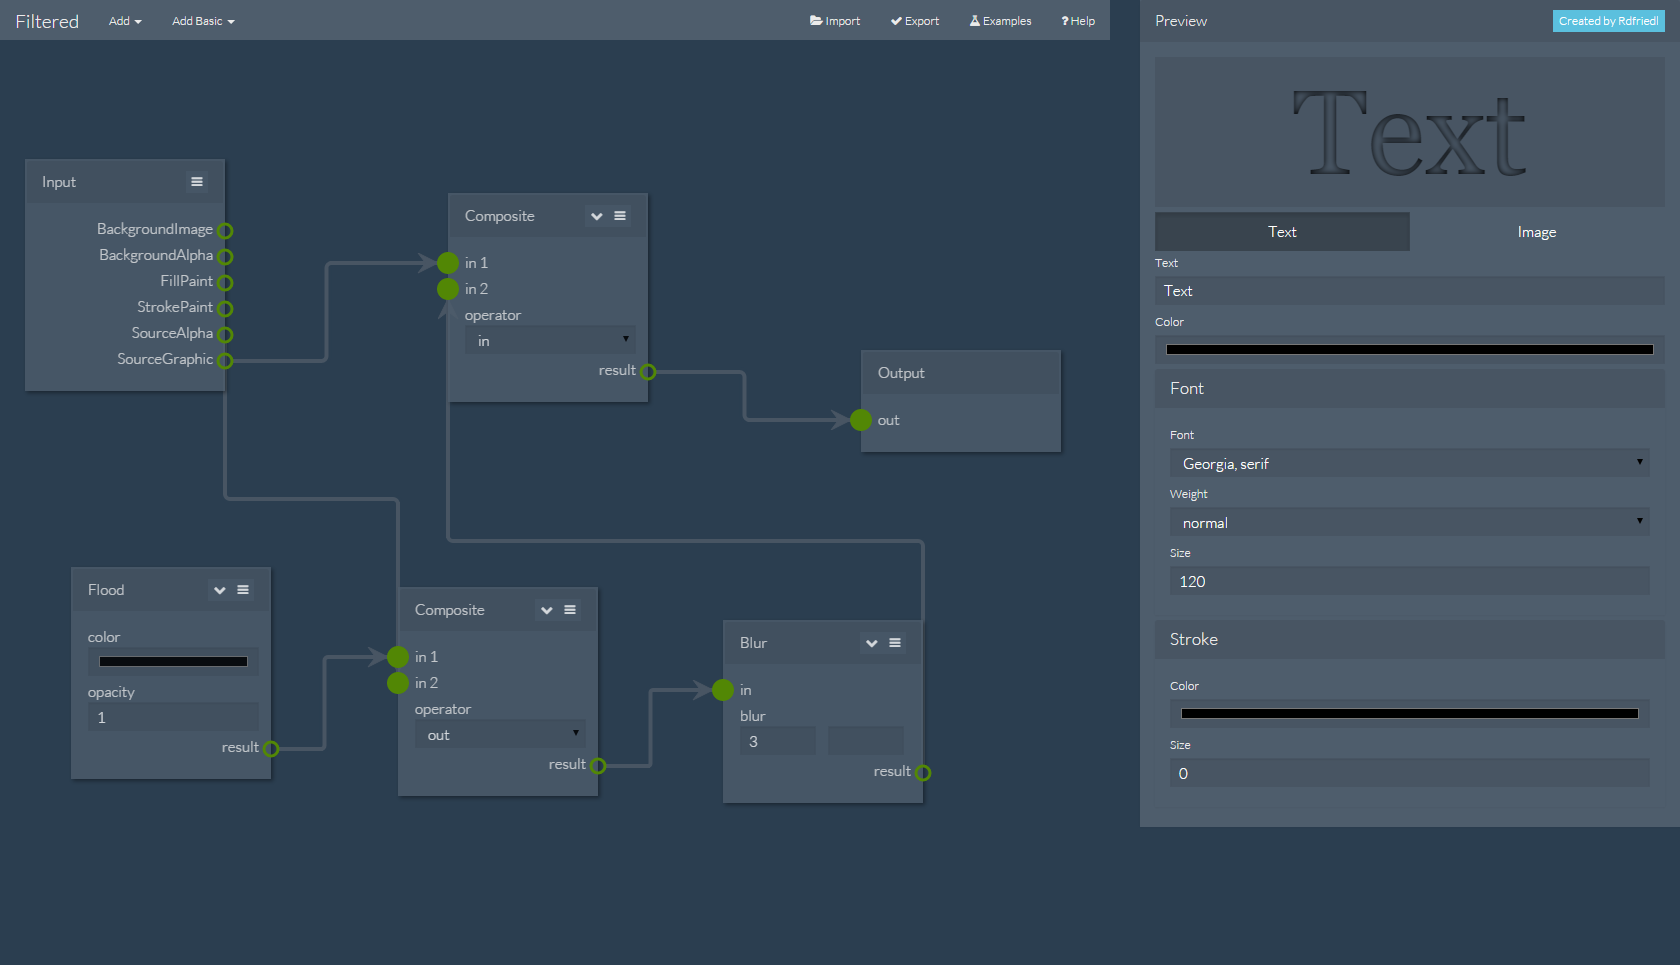 Filtered Add Add Basic Import Export Examples ? Help
Input
BackgroundImage
BackgroundAlpha
FillPaint
StrokePaint
SourceAlpha
SourceGraphic
Composite
in 1
in 2
operator
in
result
Output
out
Flood
color
opacity
1
result
Composite
in 1
in 2
operator
out
result
Blur
in
blur
3
result
Preview Created by Rdfriedl
Text
Text Image
Text
Text
Color
Font
Font
Georgia, serif
Weight
normal
Size
120
Stroke
Color
Size
0